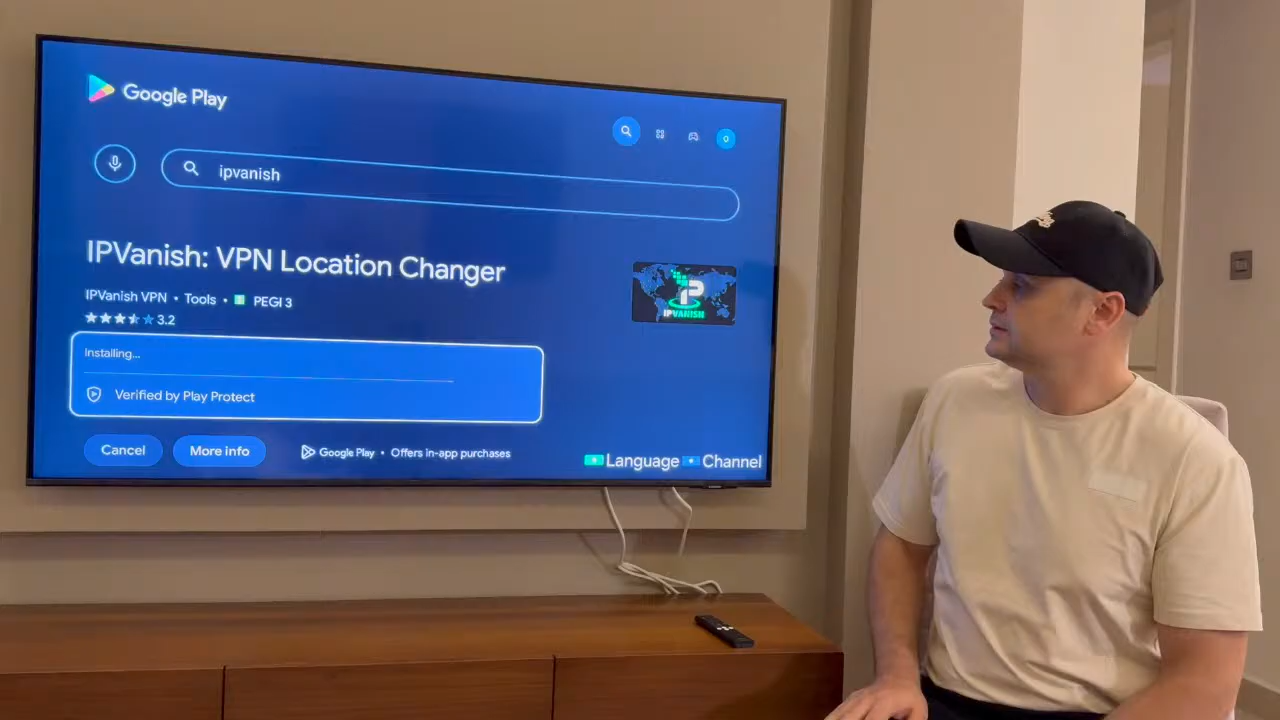 Google Play
ipvanish
IPVanish: VPN Location Changer
IPVanish VPN • Tools • PEGI 3
3.2
IP
IPVANISH
Installing...
Verified by Play Protect
Cancel
More info
Google Play • Offers in-app purchases
Language
Channel